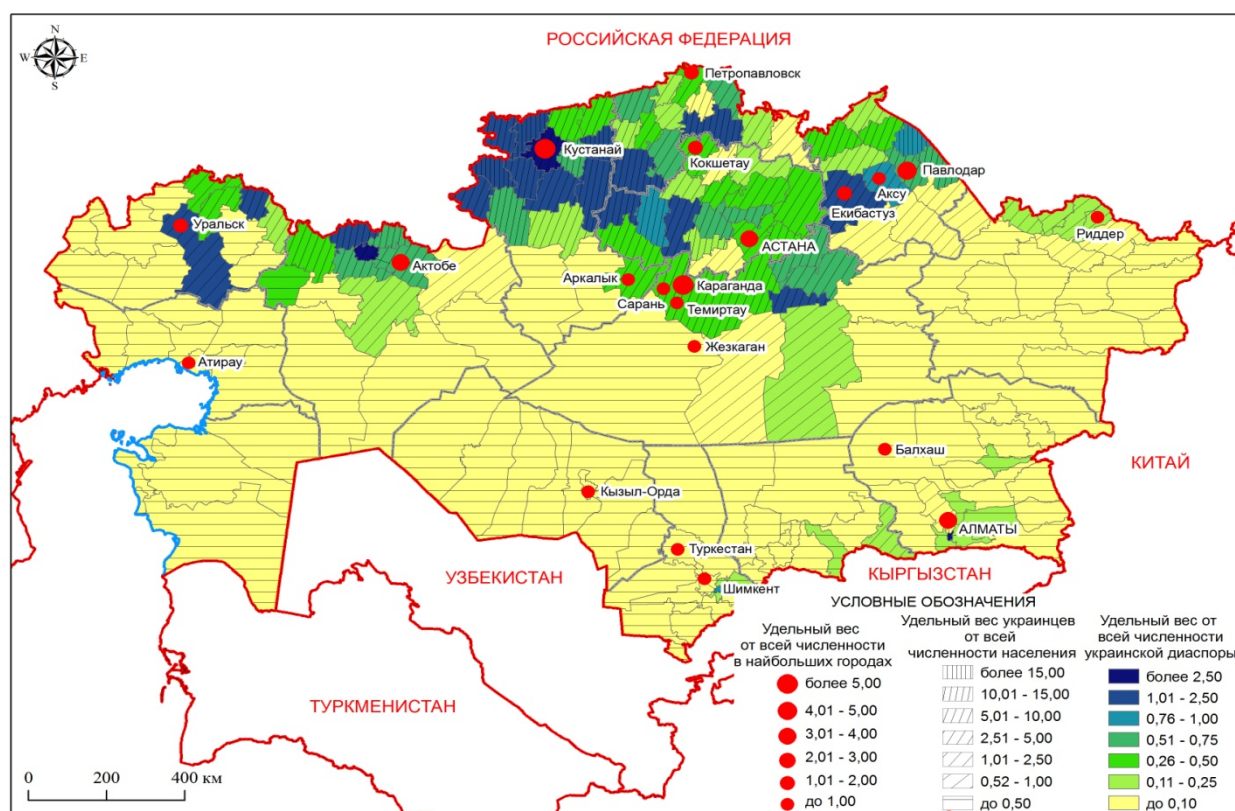 РОССИЙСКАЯ ФЕДЕРАЦИЯ
N
W E
S
Петропавловск
Кустанай
Кокшетау
Павлодар
Аксу
Екибастуз
Уральск
Риддер
АСТАНА
Актобе
Аркалык
Караганда
Сарань
Темиртау
Жезкаган
Атирау
Балхаш
КИТАЙ
Кызыл-Орда
АЛМАТЫ
Туркестан
УЗБЕКИСТАН
Шимкент
КЫРГЫЗСТАН
ТУРКМЕНИСТАН
0 200 400 км
УСЛОВНЫЕ ОБОЗНАЧЕНИЯ
Удельный вес
от всей численности
в найбольших городах
более 5,00
4,01 - 5,00
3,01 - 4,00
2,01 - 3,00
1,01 - 2,00
до 1,00
Удельный вес украинцев
от всей
численности населения
более 15,00
10,01 - 15,00
5,01 - 10,00
2,51 - 5,00
1,01 - 2,50
0,52 - 1,00
до 0,50
Удельный вес от
всей численности
украинской диаспоры
более 2,50
1,01 - 2,50
0,76 - 1,00
0,51 - 0,75
0,26 - 0,50
0,11 - 0,25
до 0,10